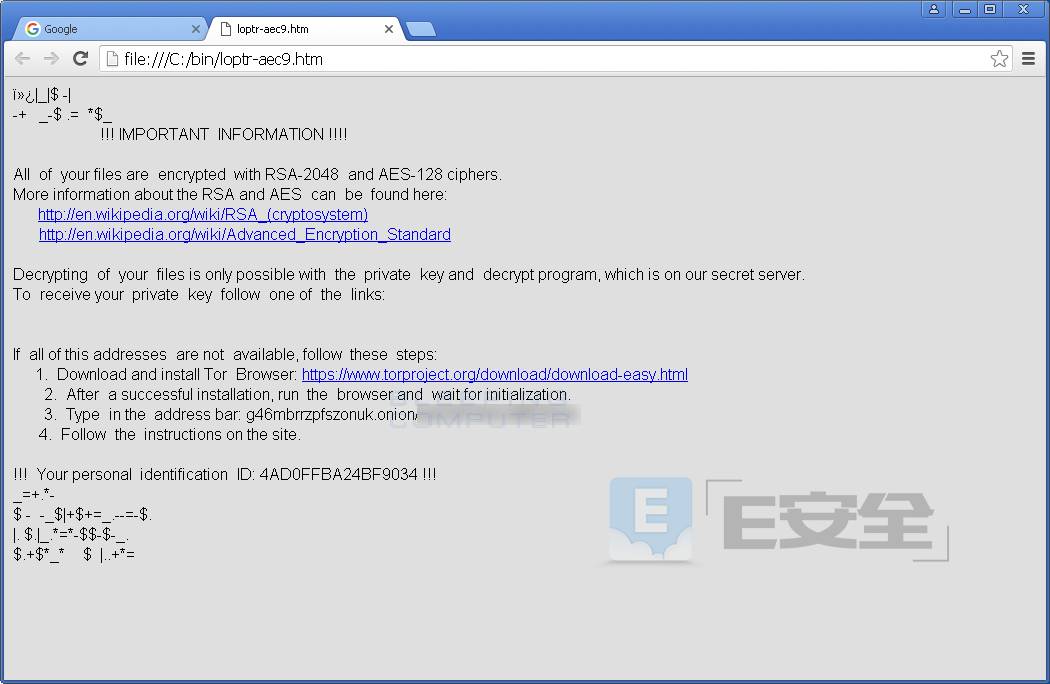 Google
loptr-aec9.htm
file:///C:/bin/loptr-aec9.htm
ï»¿|_|$ -|
-+ _-$ .= *$_
!!! IMPORTANT INFORMATION !!!!
All of your files are encrypted with RSA-2048 and AES-128 ciphers.
More information about the RSA and AES can be found here:
http://en.wikipedia.org/wiki/RSA_(cryptosystem)
http://en.wikipedia.org/wiki/Advanced_Encryption_Standard
Decrypting of your files is only possible with the private key and decrypt program, which is on our secret server.
To receive your private key follow one of the links:
If all of this addresses are not available, follow these steps:
1. Download and install Tor Browser: https://www.torproject.org/download/download-easy.html
2. After a successful installation, run the browser and wait for initialization.
3. Type in the address bar: g46mbrrzpfszonuk.onion/
COMPUTER
4. Follow the instructions on the site.
!!! Your personal identification ID: 4AD0FFBA24BF9034 !!!
_=+.*-
$ - -_$|+$+=_.--=-$.
|. $.|_.*=*-$$-$-_.
$.+$*_* $ |..+*=
E E安全